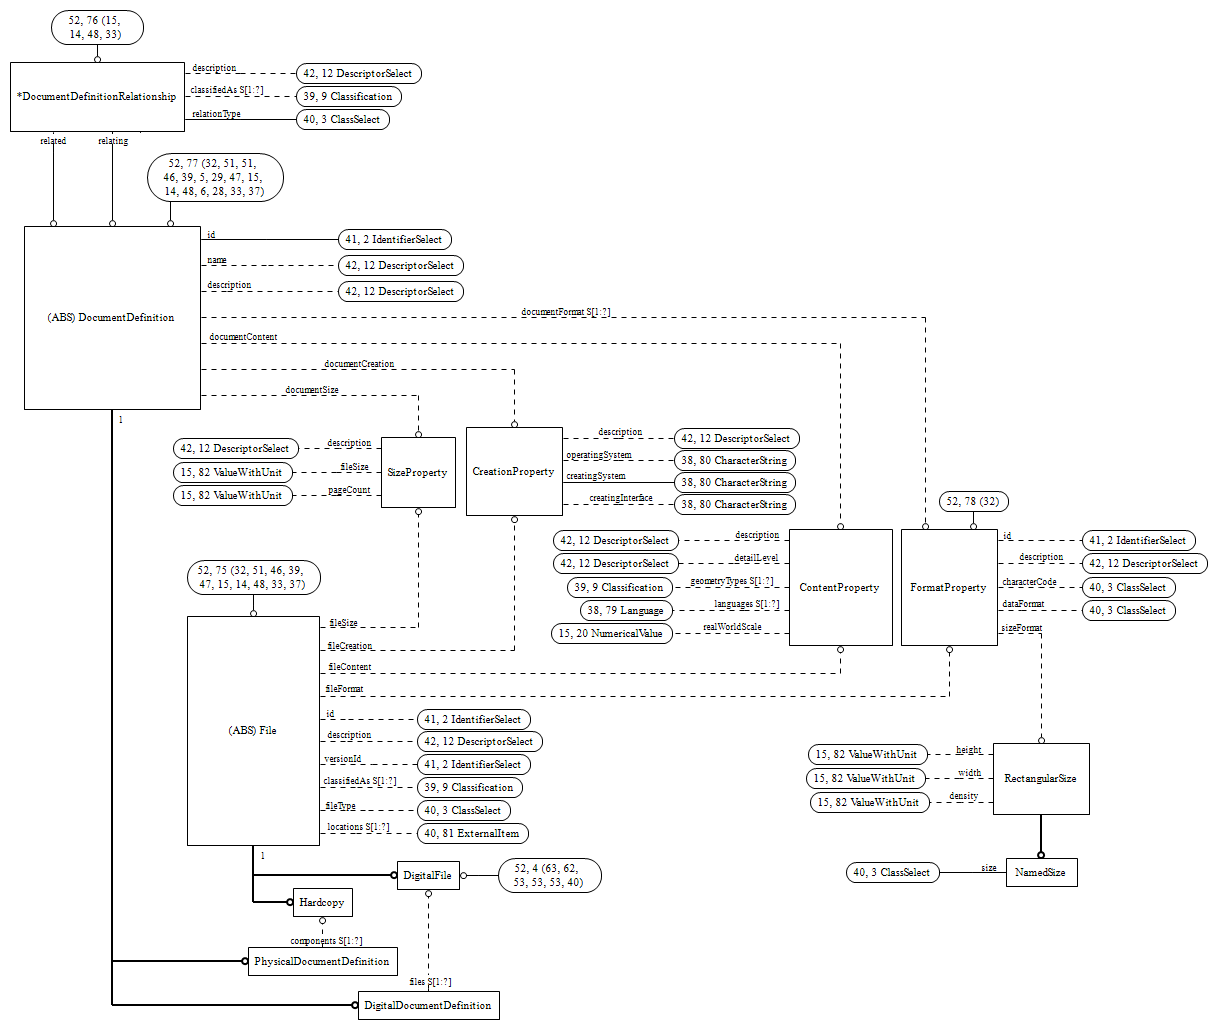 52, 76 (15,
14, 48, 33)
*DocumentDefinitionRelationship
description
42, 12 DescriptorSelect
classifiedAs S[1:?]
39, 9 Classification
relationType
40, 3 ClassSelect
related
relating
52, 77 (32, 51, 51,
46, 39, 5, 29, 47, 15,
14, 48, 6, 28, 33, 37)
(ABS) DocumentDefinition
id
41, 2 IdentifierSelect
name
42, 12 DescriptorSelect
description
42, 12 DescriptorSelect
documentFormat S[1:?]
documentContent
documentCreation
documentSize
1
42, 12 DescriptorSelect
description
15, 82 ValueWithUnit
fileSize
15, 82 ValueWithUnit
pageCount
SizeProperty
CreationProperty
description
42, 12 DescriptorSelect
operatingSystem
38, 80 CharacterString
creatingSystem
38, 80 CharacterString
creatingInterface
38, 80 CharacterString
52, 78 (32)
42, 12 DescriptorSelect
description
42, 12 DescriptorSelect
detailLevel
39, 9 Classification
geometryTypes S[1:?]
38, 79 Language
languages S[1:?]
15, 20 NumericalValue
realWorldScale
ContentProperty
FormatProperty
id
41, 2 IdentifierSelect
description
42, 12 DescriptorSelect
characterCode
40, 3 ClassSelect
dataFormat
40, 3 ClassSelect
sizeFormat
52, 75 (32, 51, 46, 39,
47, 15, 14, 48, 33, 37)
(ABS) File
fileSize
fileCreation
fileContent
fileFormat
id
41, 2 IdentifierSelect
description
42, 12 DescriptorSelect
versionId
41, 2 IdentifierSelect
classifiedAs S[1:?]
39, 9 Classification
fileType
40, 3 ClassSelect
locations S[1:?]
40, 81 ExternalItem
1
15, 82 ValueWithUnit
height
15, 82 ValueWithUnit
width
15, 82 ValueWithUnit
density
RectangularSize
40, 3 ClassSelect
size
NamedSize
DigitalFile
52, 4 (63, 62,
53, 53, 53, 40)
Hardcopy
components S[1:?]
PhysicalDocumentDefinition
files S[1:?]
DigitalDocumentDefinition